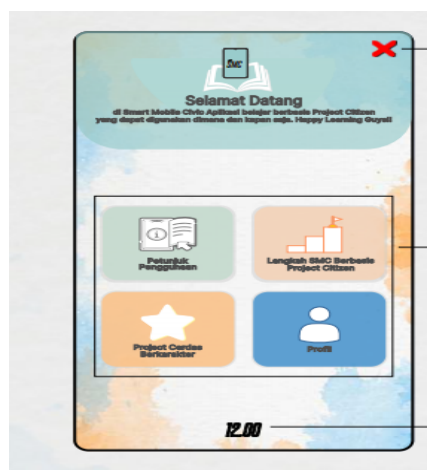 SMC
Selamat Datang
di Smart Mobile Civic Aplikasi belajar berbasis Project Citizen
yang dapat digunakan dimana dan kapan saja. Happy Learning Guys!!
Petunjuk
Penggunaan
Langkah SMC Berbasis
Project Citizen
Project Cerdas
Berkarakter
Profil
12.00